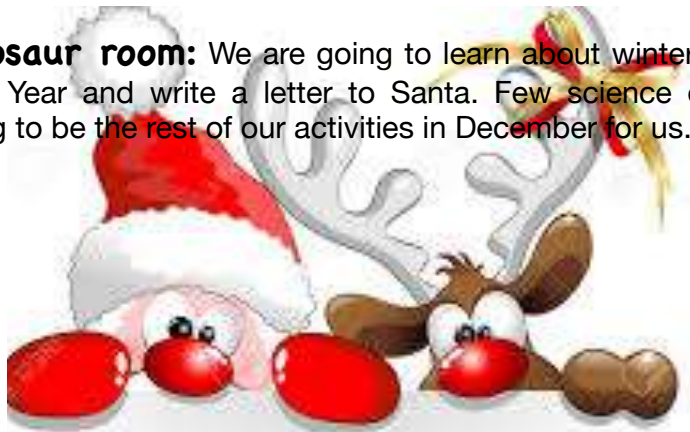 osaur room: We are going to learn about winter
Year and write a letter to Santa. Few science
g to be the rest of our activities in December for us.